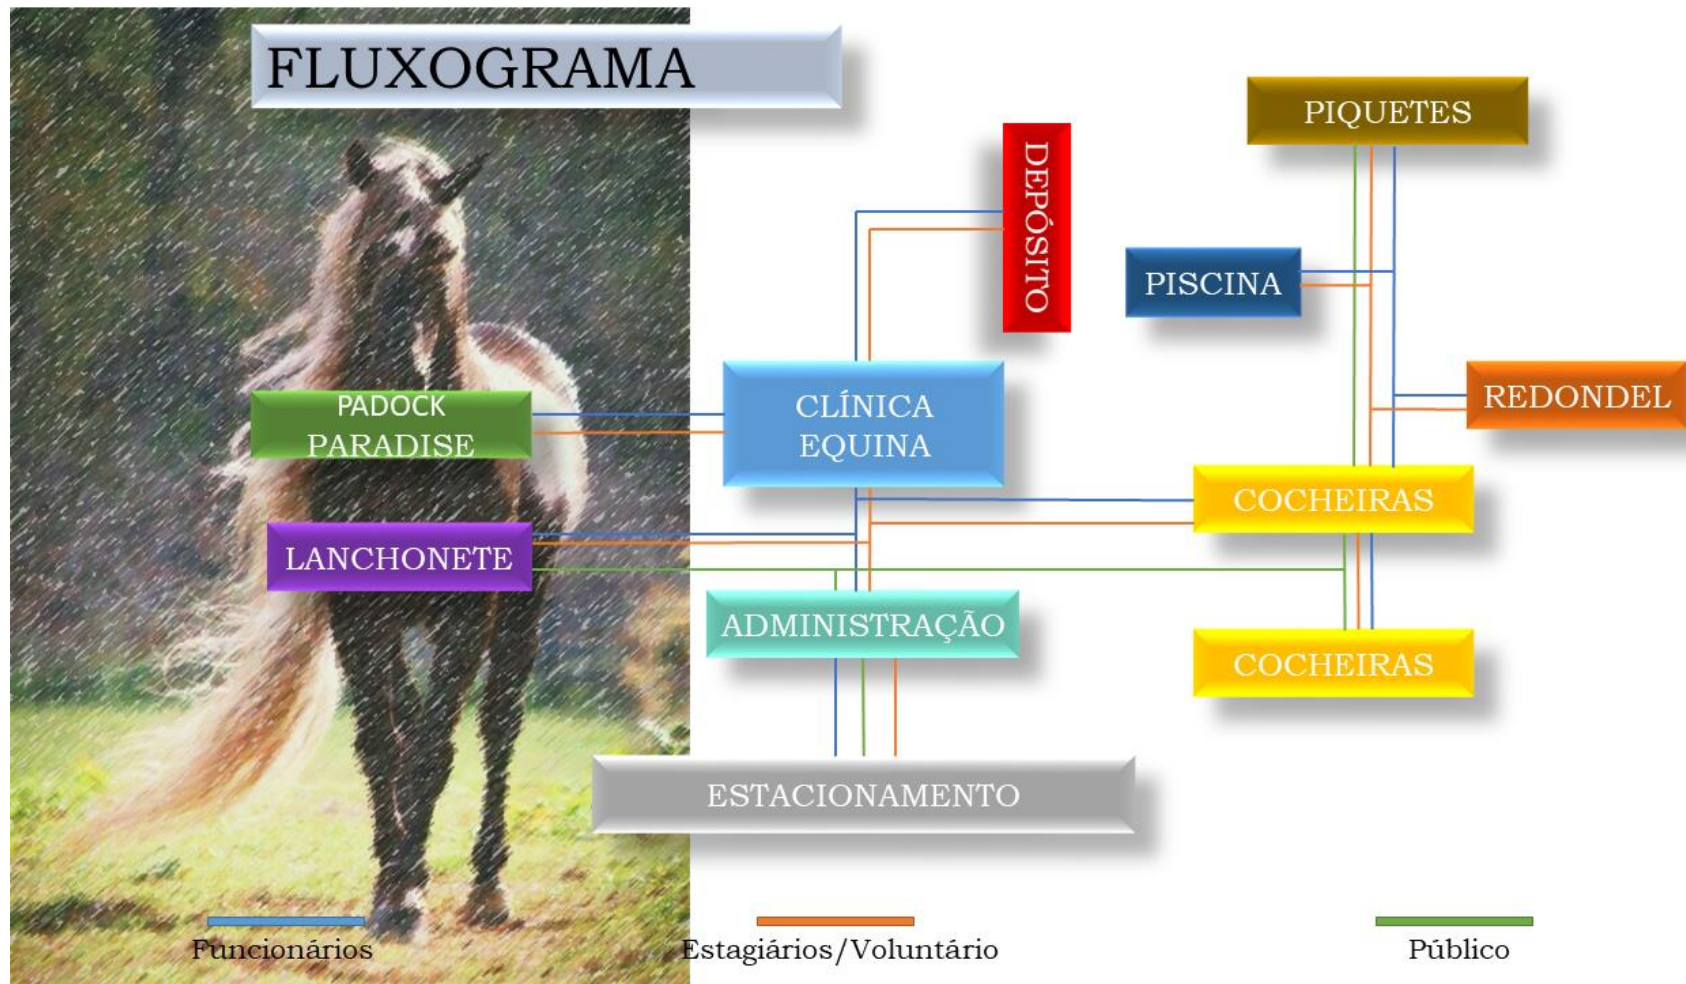 FLUXOGRAMA
PIQUETES
DEPÓSITO
PISCINA
PADOCK
PARADISE
CLÍNICA
EQUINA
REDONDEL
COCHEIRAS
LANCHONETE
ADMINISTRAÇÃO
COCHEIRAS
ESTACIONAMENTO
Funcionários
Estagiários/Voluntário
Público